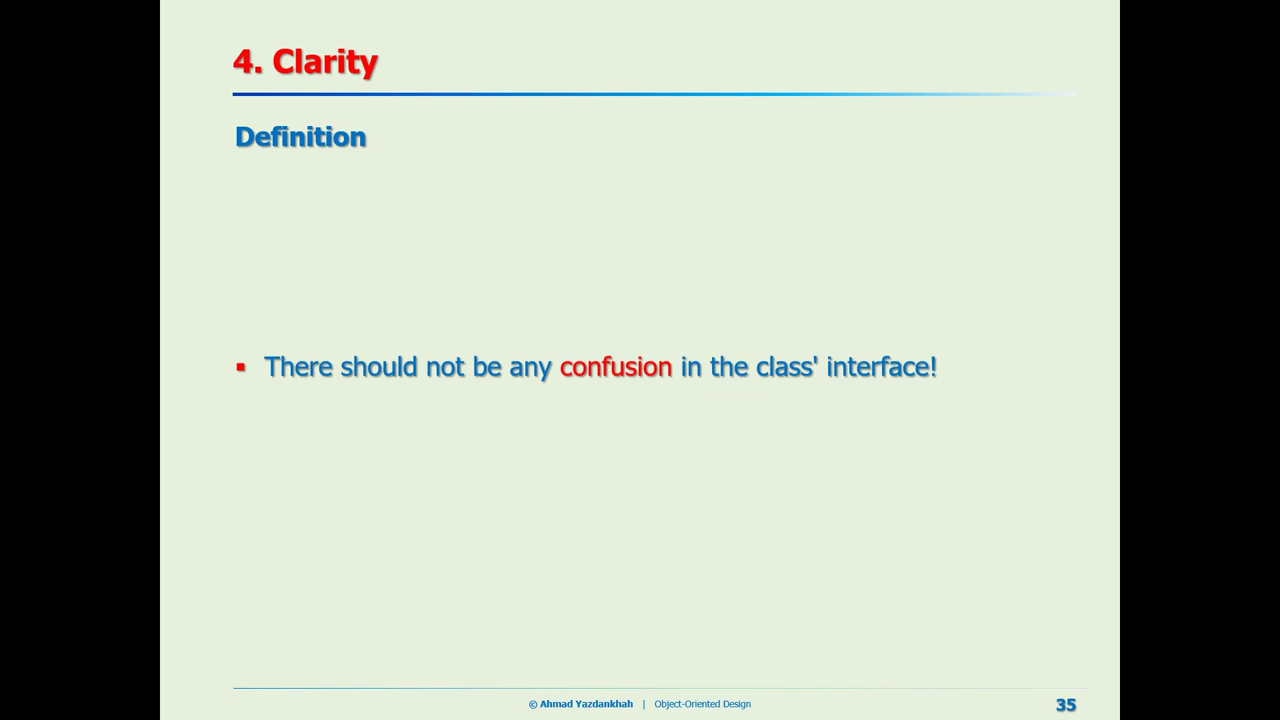 4. Clarity
Definition
▪ There should not be any confusion in the class' interface!
© Ahmad Yazdankhah | Object-Oriented Design
35